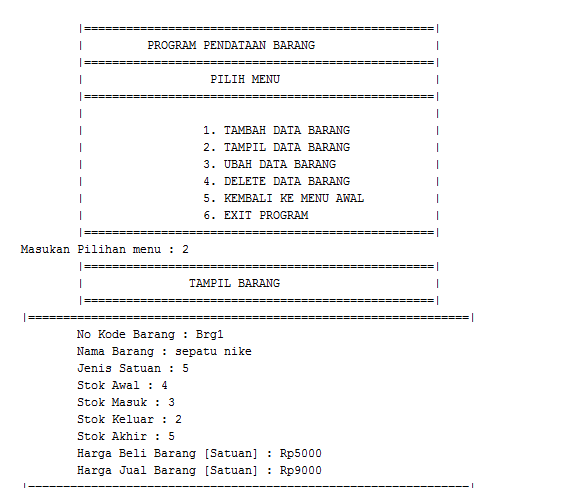 |==================================================|
| PROGRAM PENDATAAN BARANG |
|==================================================|
| PILIH MENU |
|==================================================|
| |
| 1. TAMBAH DATA BARANG |
| 2. TAMPIL DATA BARANG |
| 3. UBAH DATA BARANG |
| 4. DELETE DATA BARANG |
| 5. KEMBALI KE MENU AWAL |
| 6. EXIT PROGRAM |
|==================================================|
Masukan Pilihan menu : 2
|==================================================|
| TAMPIL BARANG |
|==================================================|
|===============================================================|
No Kode Barang : Brg1
Nama Barang : sepatu nike
Jenis Satuan : 5
Stok Awal : 4
Stok Masuk : 3
Stok Keluar : 2
Stok Akhir : 5
Harga Beli Barang [Satuan] : Rp5000
Harga Jual Barang [Satuan] : Rp9000
|===============================================================|